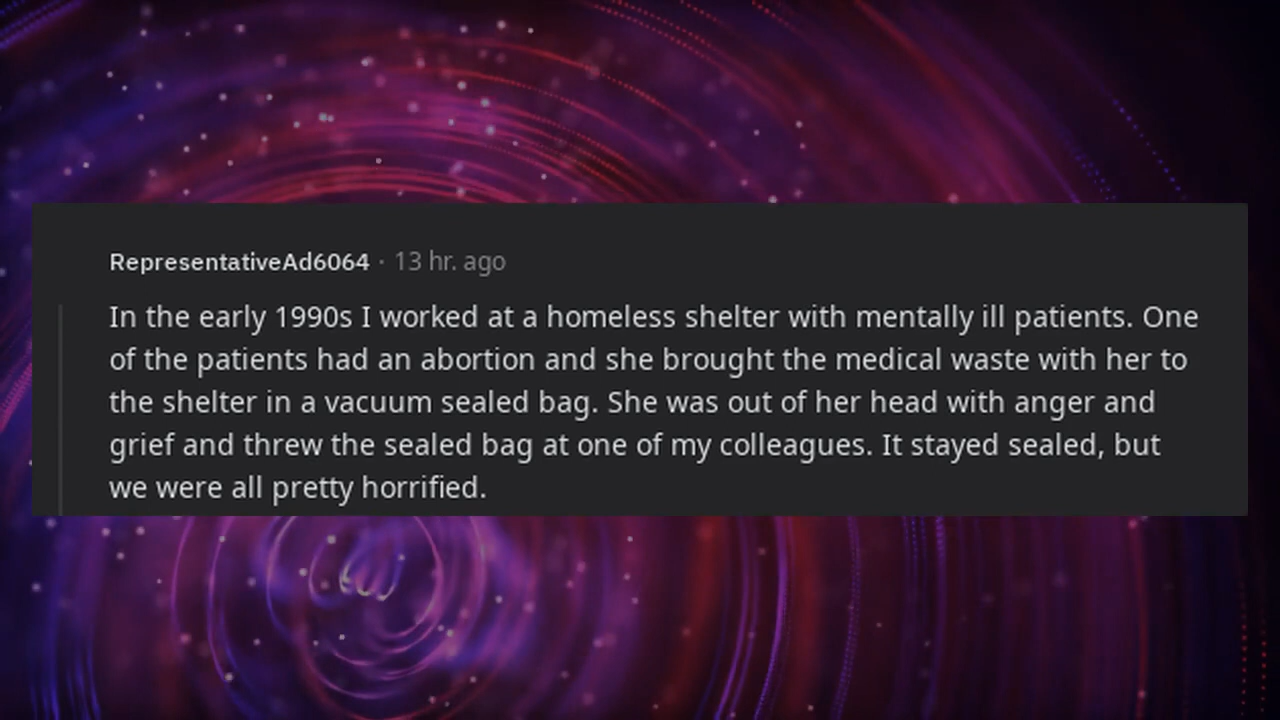 RepresentativeAd6064 · 13 hr. ago
In the early 1990s I worked at a homeless shelter with mentally ill patients. One
of the patients had an abortion and she brought the medical waste with her to
the shelter in a vacuum sealed bag. She was out of her head with anger and
grief and threw the sealed bag at one of my colleagues. It stayed sealed, but
we were all pretty horrified.